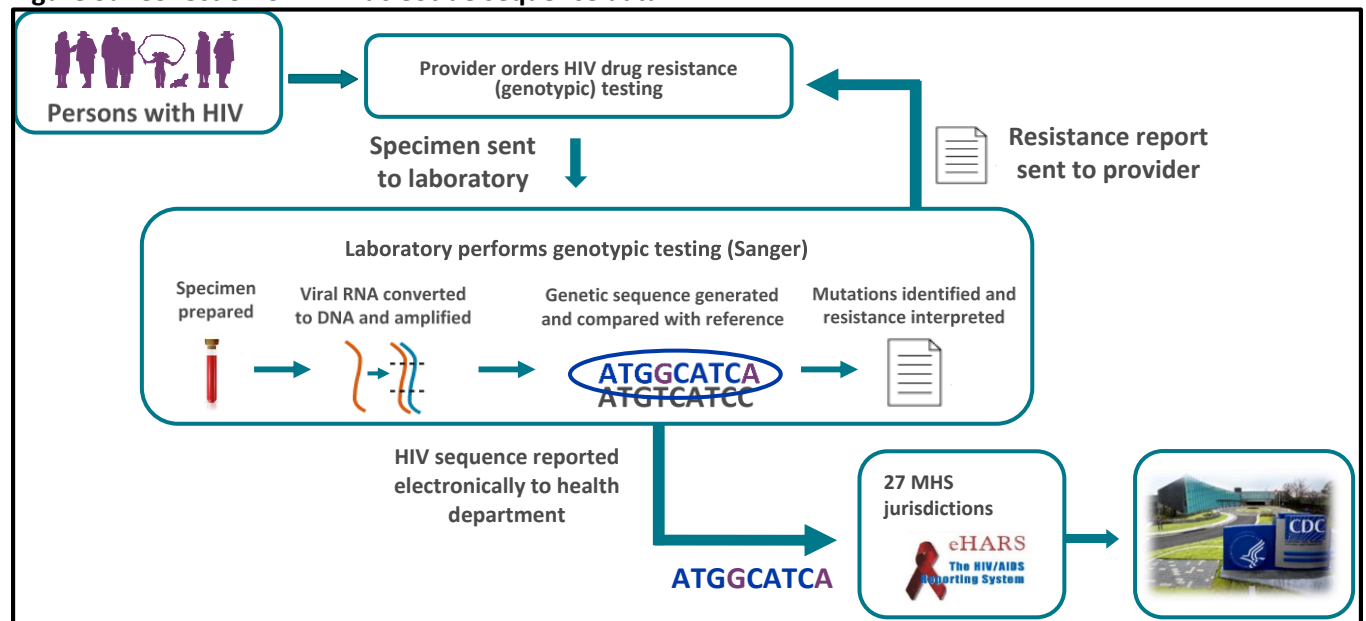 Persons with HIV
Provider orders HIV drug resistance
(genotypic) testing
Specimen sent
to laboratory
Resistance report
sent to provider
Laboratory performs genotypic testing (Sanger)
Specimen
prepared
Viral RNA converted
to DNA and amplified
Genetic sequence generated
and compared with reference
Mutations identified and
resistance interpreted
ATGGCATCA
ATGTCATCC
HIV sequence reported
electronically to health
department
ATGGCATCA
27 MHS
jurisdictions
eHARS
The HIV/AIDS
Reporting System
CDC